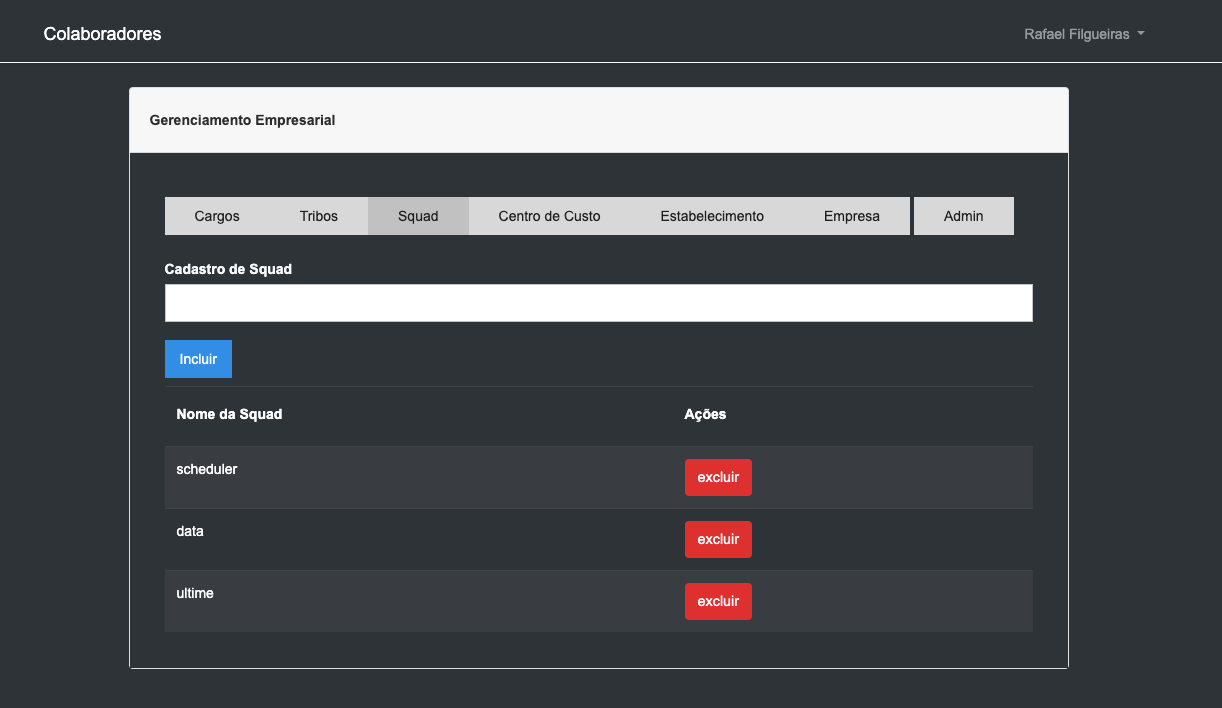 Colaboradores Rafael Filgueiras
Gerenciamento Empresarial
Cargos Tribos Squad Centro de Custo Estabelecimento Empresa Admin
Cadastro de Squad
Incluir
Nome da Squad Ações
scheduler excluir
data excluir
ultime excluir